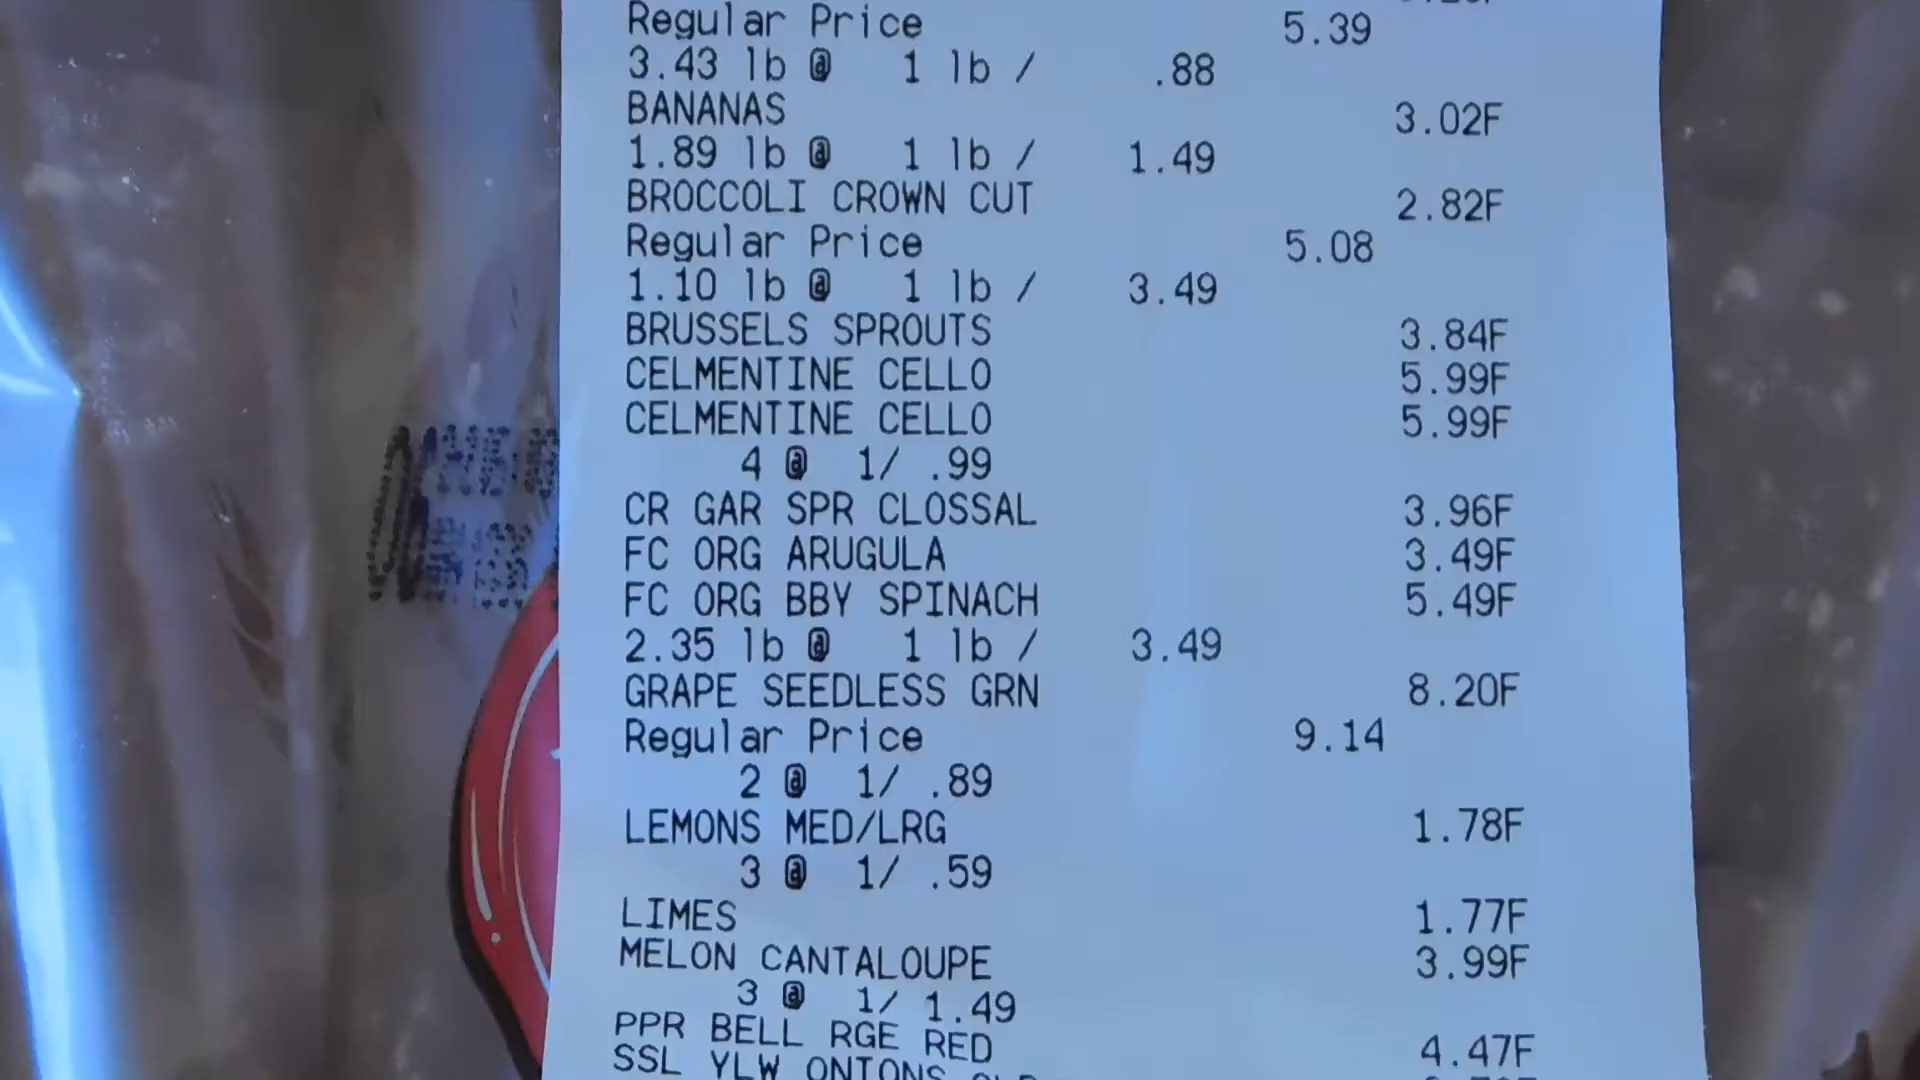 Regular Price 5.39
3.43 lb @ 1 lb / .88
BANANAS 3.02F
1.89 lb @ 1 lb / 1.49
BROCCOLI CROWN CUT 2.82F
Regular Price 5.08
1.10 lb @ 1 lb / 3.49
BRUSSELS SPROUTS 3.84F
CELMENTINE CELLO 5.99F
CELMENTINE CELLO 5.99F
4 @ 1/ .99
CR GAR SPR CLOSSAL 3.96F
FC ORG ARUGULA 3.49F
FC ORG BBY SPINACH 5.49F
2.35 lb @ 1 lb / 3.49
GRAPE SEEDLESS GRN 8.20F
Regular Price 9.14
2 @ 1/ .89
LEMONS MED/LRG 1.78F
3 @ 1/ .59
LIMES 1.77F
MELON CANTALOUPE 3.99F
3 @ 1/ 1.49
PPR BELL RGE RED 4.47F
SSL YLW ONIONS